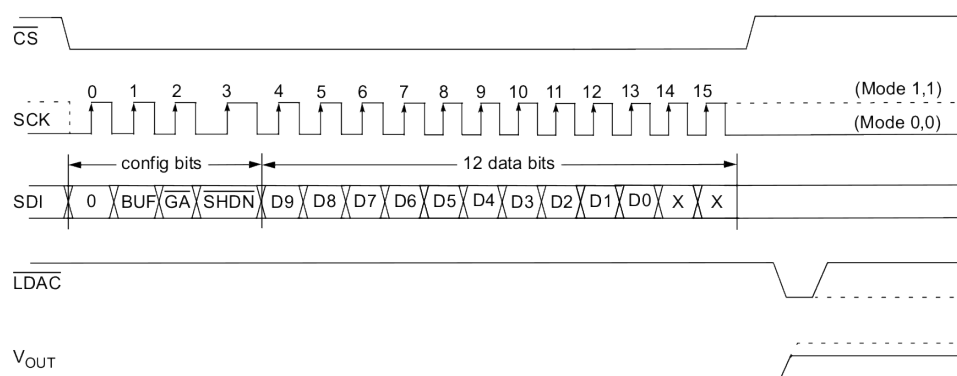 CS
0 1 2 3 4 5 6 7 8 9 10 11 12 13 14 15 (Mode 1,1)
SCK (Mode 0,0)
config bits 12 data bits
SDI 0 BUF GA SHDN D9 D8 D7 D6 D5 D4 D3 D2 D1 D0 X X
LDAC
VOUT